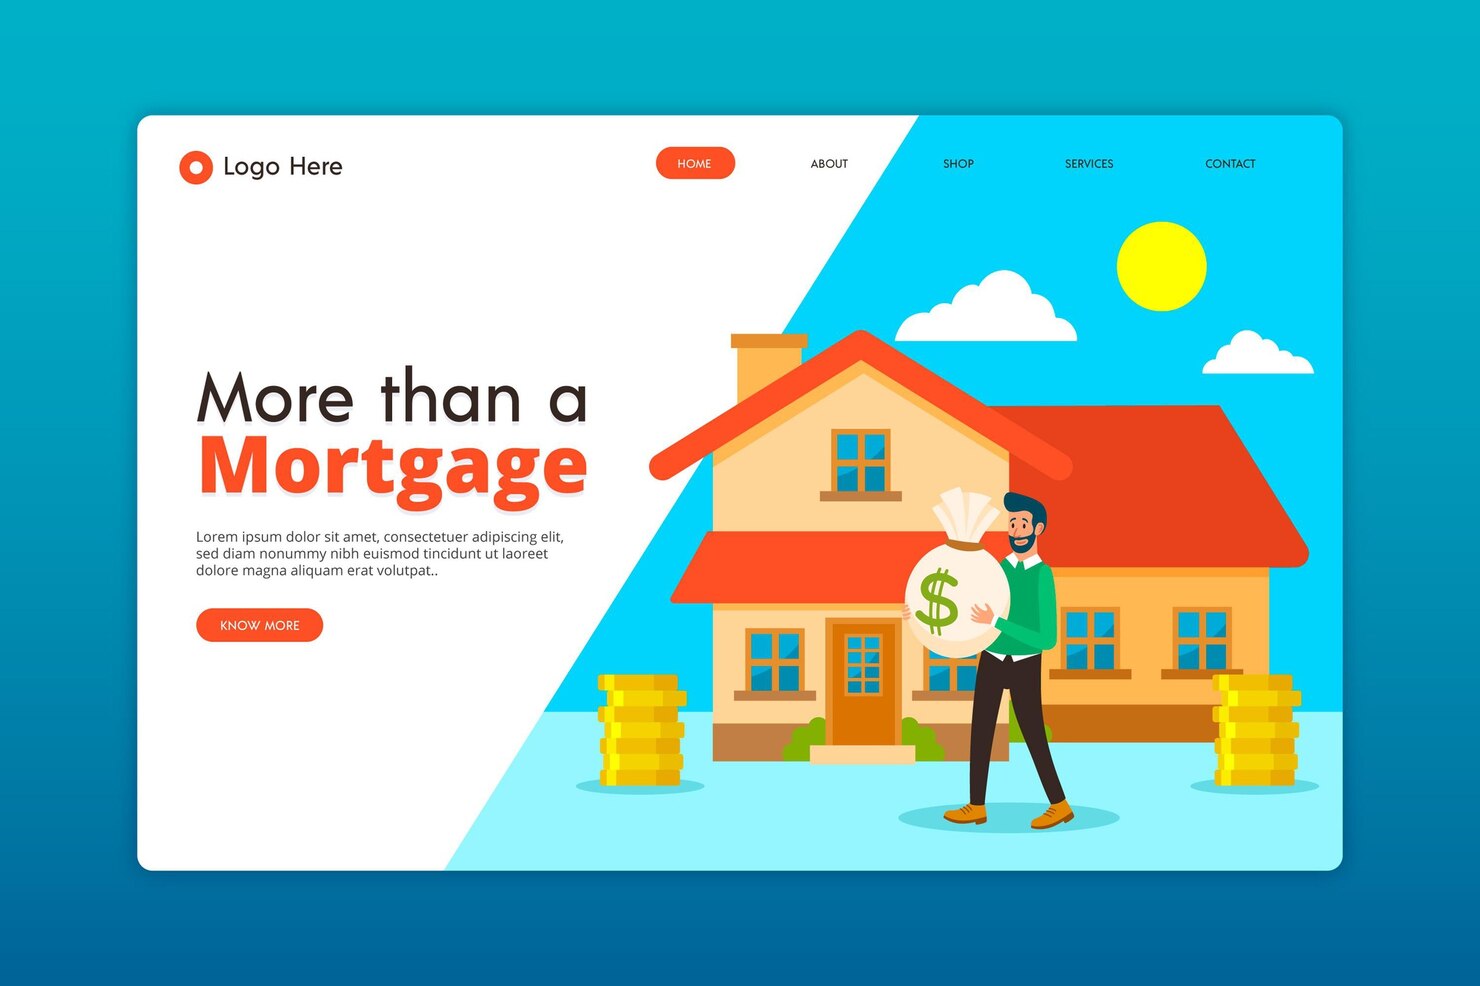 Logo Here
HOME
ABOUT
SHOP
SERVICES
CONTACT
More than a
Mortgage
Lorem ipsum dolor sit amet, consectetuer adipiscing elit,
sed diam nonummy nibh euismod tincidunt ut laoreet
dolore magna aliquam erat volutpat..
KNOW MORE
$